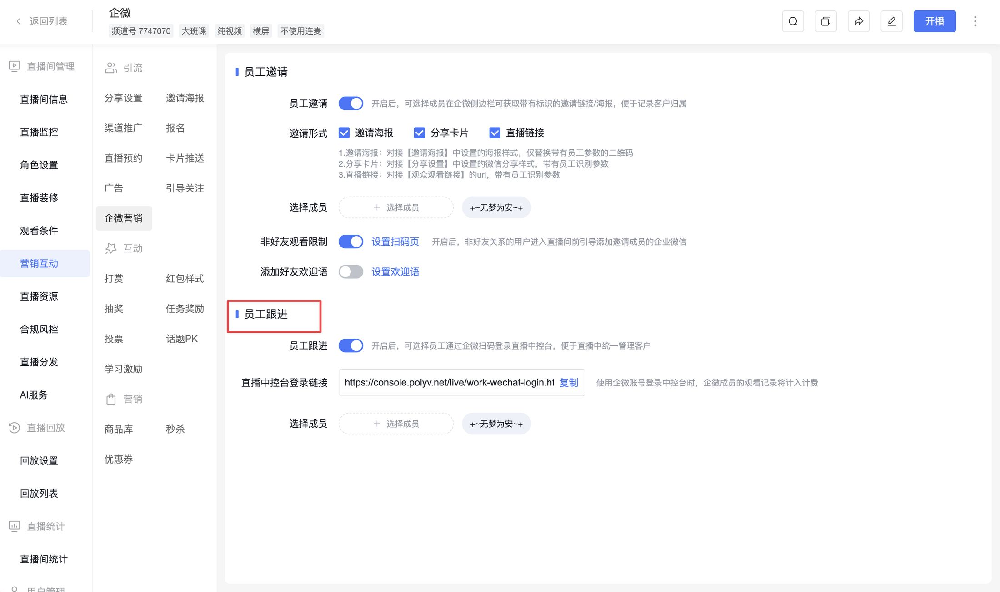 返回列表
企微
频道号 7747070 大班课 纯视频 横屏 不使用连麦
开播
直播间管理
直播间信息
直播监控
角色设置
直播装修
观看条件
营销互动
直播资源
合规风控
直播分发
AI服务
直播回放
回放设置
回放列表
直播统计
直播间统计
用户管理
引流
分享设置 邀请海报
渠道推广 报名
直播预约 卡片推送
广告 引导关注
企微营销
互动
打赏 红包样式
抽奖 任务奖励
投票 话题PK
学习激励
营销
商品库 秒杀
优惠券
员工邀请
员工邀请 开启后，可选择成员在企微侧边栏可获取带有标识的邀请链接/海报，便于记录客户归属
邀请形式 邀请海报 分享卡片 直播链接
1.邀请海报：对接【邀请海报】中设置的海报样式，仅替换带有员工参数的二维码
2.分享卡片：对接【分享设置】中设置的微信分享样式，带有员工识别参数
3.直播链接：对接【观众观看链接】的url，带有员工识别参数
选择成员 + 选择成员 +~无梦为安~+
非好友观看限制 设置扫码页 开启后，非好友关系的用户进入直播间前引导添加邀请成员的企业微信
添加好友欢迎语 设置欢迎语
员工跟进
员工跟进 开启后，可选择员工通过企微扫码登录直播中控台，便于直播中统一管理客户
直播中控台登录链接 https://console.polyv.net/live/work-wechat-login.ht 复制 使用企微账号登录中控台时，企微成员的观看记录将计入计费
选择成员 + 选择成员 +~无梦为安~+